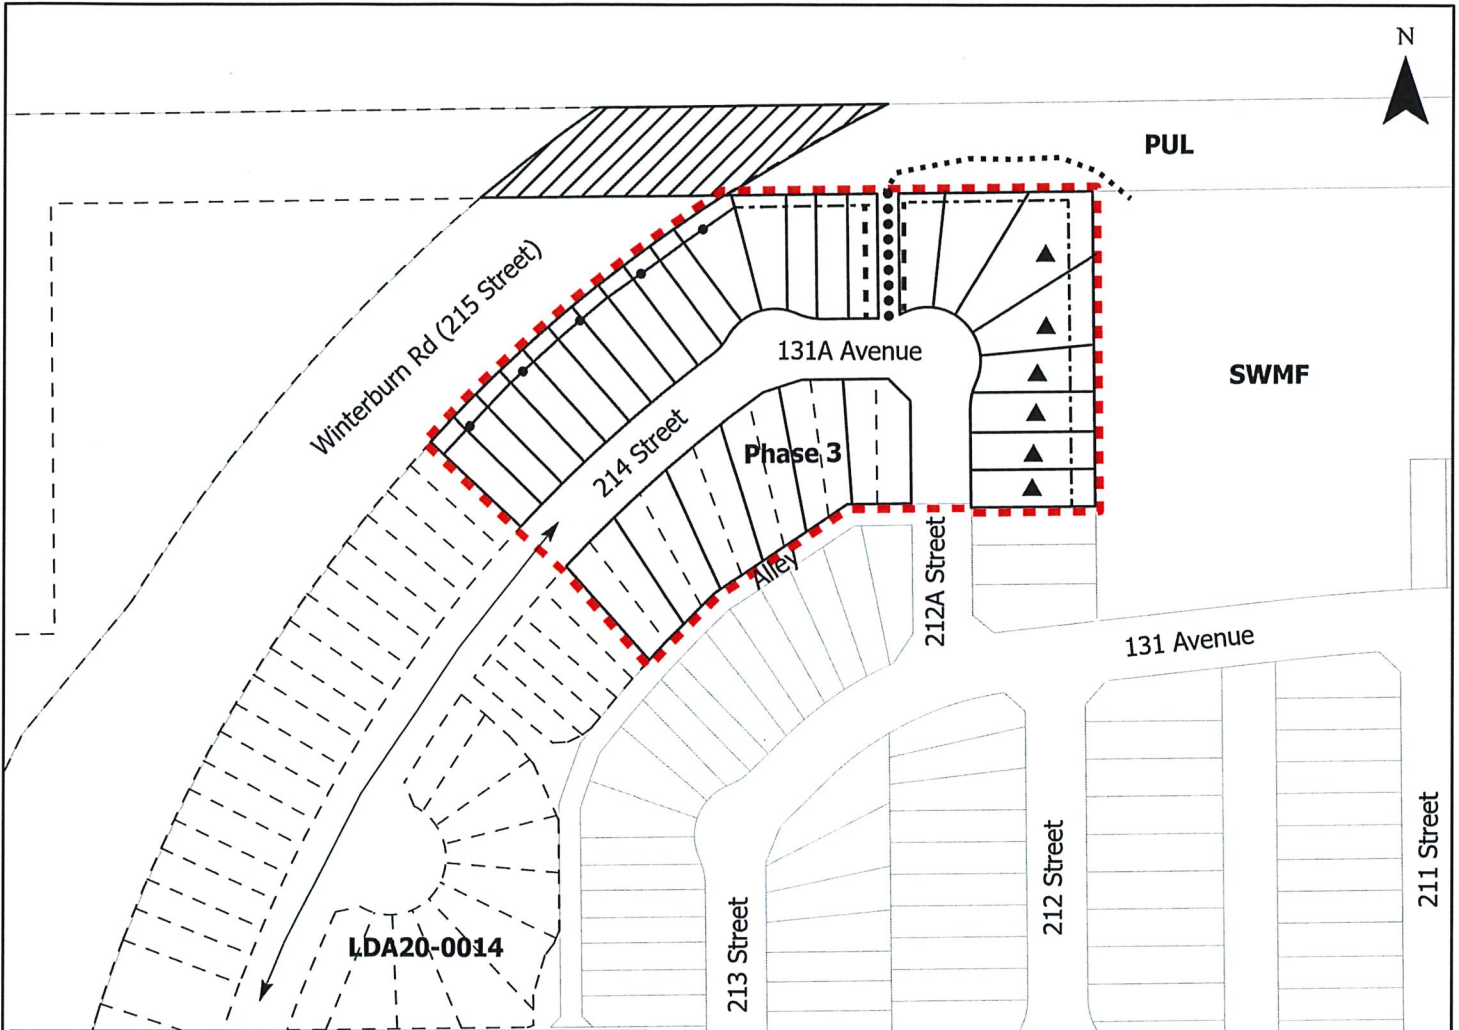 N
PUL
Winterburn Rd (215 Street)
131A Avenue
SWMF
214 Street
Phase 3
Alley
212A Street
131 Avenue
211 Street
212 Street
213 Street
LDA20-0014